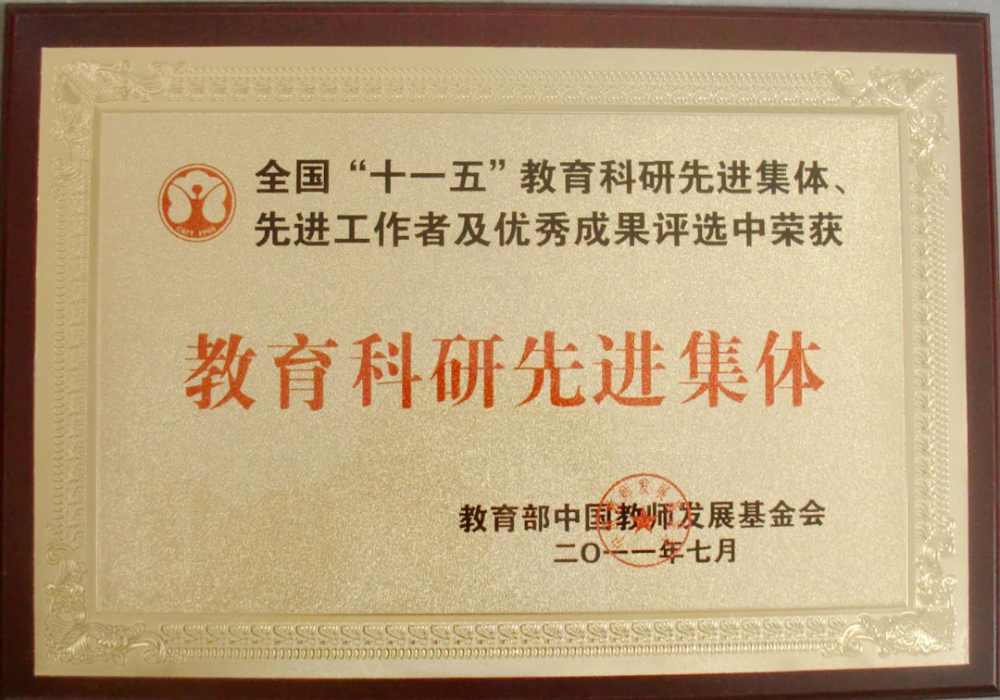 全国“十一五”教育科研先进集体、
先进工作者及优秀成果评选中荣获
教育科研先进集体
教育部中国教师发展基金会
二〇一一年七月